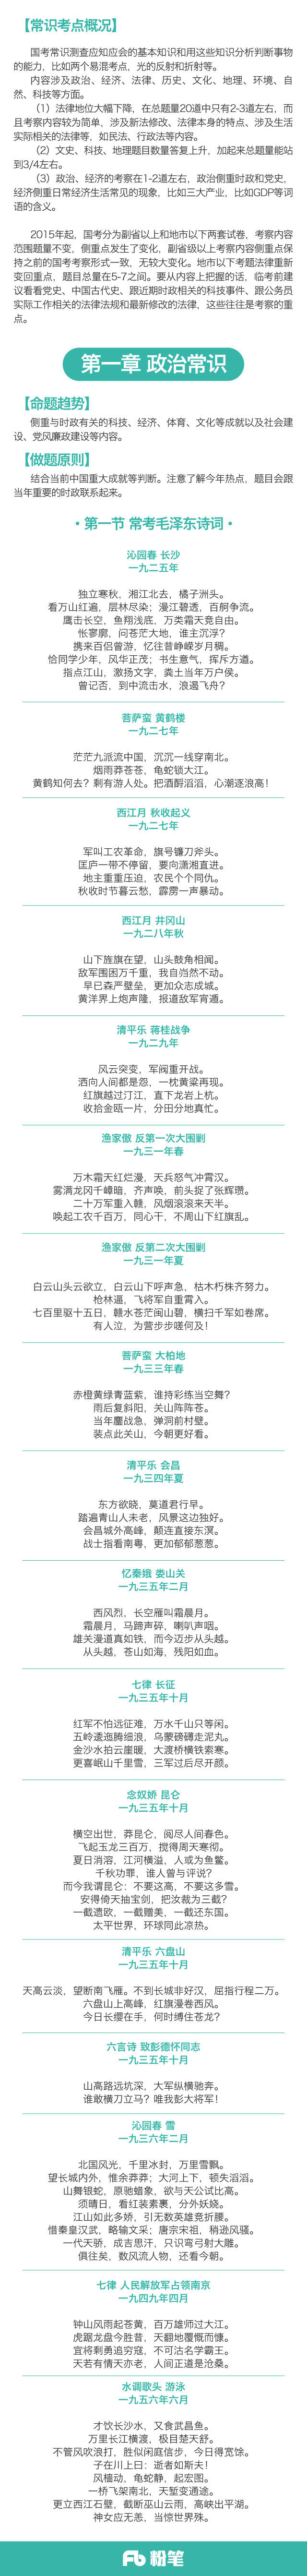 【常识考点概况】
国考常识测查应知应会的基本知识和用这些知识分析判断事物
的能力，比如两个易混考点，光的反射和折射等。
内容涉及政治、经济、法律、历史、文化、地理、环境、自
然、科技等方面。
（1）法律地位大幅下降，在总题量20道中只有2-3道左右，而
且考察内容较为简单，涉及新法修改、法律本身的特点、涉及生活
实际相关的法律等，如民法、行政法等内容。
（2）文史、科技、地理题目数量答复上升，加起来总题量能站
到3/4左右。
（3）政治、经济的考察在1-2道左右，政治侧重时政和党史，
经济侧重日常经济生活常见的现象，比如三大产业，比如GDP等词
语的含义。
2015年起，国考分为副省以上和地市以下两套试卷，考察内容
范围题量不变，侧重点发生了变化，副省级以上考察内容侧重点保
持之前的国考考察形式一致，无较大变化。地市以下考题法律重新
变回重点，题目总量在5-7之间。要从内容上把握的话，临考前建
议看看党史、中国古代史、跟近期时政相关的科技事件、跟公务员
实际工作相关的法律法规和最新修改的法律，这些往往是考察的重
点。
第一章 政治常识
【命题趋势】
侧重与时政有关的科技、经济、体育、文化等成就以及社会建
设、党风廉政建设等内容。
【做题原则】
结合当前中国重大成就等判断。注意了解今年热点，题目会跟
当年重要的时政联系起来。
·第一节 常考毛泽东诗词·
沁园春 长沙
一九二五年
独立寒秋，湘江北去，橘子洲头。
看万山红遍，层林尽染；漫江碧透，百舸争流。
鹰击长空，鱼翔浅底，万类霜天竞自由。
怅寥廓，问苍茫大地，谁主沉浮？
携来百侣曾游，忆往昔峥嵘岁月稠。
恰同学少年，风华正茂；书生意气，挥斥方遒。
指点江山，激扬文字，粪土当年万户侯。
曾记否，到中流击水，浪遏飞舟？
菩萨蛮 黄鹤楼
一九二七年
茫茫九派流中国，沉沉一线穿南北。
烟雨莽苍苍，龟蛇锁大江。
黄鹤知何去？剩有游人处。把酒酹滔滔，心潮逐浪高！
西江月 秋收起义
一九二七年
军叫工农革命，旗号镰刀斧头。
匡庐一带不停留，要向潇湘直进。
地主重重压迫，农民个个同仇。
秋收时节暮云愁，霹雳一声暴动。
西江月 井冈山
一九二八年秋
山下旌旗在望，山头鼓角相闻。
敌军围困万千重，我自岿然不动。
早已森严壁垒，更加众志成城。
黄洋界上炮声隆，报道敌军宵遁。
清平乐 蒋桂战争
一九二九年
风云突变，军阀重开战。
洒向人间都是怨，一枕黄粱再现。
红旗越过汀江，直下龙岩上杭。
收拾金瓯一片，分田分地真忙。
渔家傲 反第一次大围剿
一九三一年春
万木霜天红烂漫，天兵怒气冲霄汉。
雾满龙冈千嶂暗，齐声唤，前头捉了张辉瓒。
二十万军重入赣，风烟滚滚来天半。
唤起工农千百万，同心干，不周山下红旗乱。
渔家傲 反第二次大围剿
一九三一年夏
白云山头云欲立，白云山下呼声急，枯木朽株齐努力。
枪林逼，飞将军自重霄入。
七百里驱十五日，赣水苍茫闽山碧，横扫千军如卷席。
有人泣，为营步步嗟何及！
菩萨蛮 大柏地
一九三三年春
赤橙黄绿青蓝紫，谁持彩练当空舞？
雨后复斜阳，关山阵阵苍。
当年鏖战急，弹洞前村壁。
装点此关山，今朝更好看。
清平乐 会昌
一九三四年夏
东方欲晓，莫道君行早。
踏遍青山人未老，风景这边独好。
会昌城外高峰，颠连直接东溟。
战士指看南粤，更加郁郁葱葱。
忆秦娥 娄山关
一九三五年二月
西风烈，长空雁叫霜晨月。
霜晨月，马蹄声碎，喇叭声咽。
雄关漫道真如铁，而今迈步从头越。
从头越，苍山如海，残阳如血。
七律 长征
一九三五年十月
红军不怕远征难，万水千山只等闲。
五岭逶迤腾细浪，乌蒙磅礴走泥丸。
金沙水拍云崖暖，大渡桥横铁索寒。
更喜岷山千里雪，三军过后尽开颜。
念奴娇 昆仑
一九三五年十月
横空出世，莽昆仑，阅尽人间春色。
飞起玉龙三百万，搅得周天寒彻。
夏日消溶，江河横溢，人或为鱼鳖。
千秋功罪，谁人曾与评说？
而今我谓昆仑：不要这高，不要这多雪。
安得倚天抽宝剑，把汝裁为三截？
一截遗欧，一截赠美，一截还东国。
太平世界，环球同此凉热。
清平乐 六盘山
一九三五年十月
天高云淡，望断南飞雁。不到长城非好汉，屈指行程二万。
六盘山上高峰，红旗漫卷西风。
今日长缨在手，何时缚住苍龙？
六言诗 致彭德怀同志
一九三五年十月
山高路远坑深，大军纵横驰奔。
谁敢横刀立马？唯我彭大将军！
沁园春 雪
一九三六年二月
北国风光，千里冰封，万里雪飘。
望长城内外，惟余莽莽；大河上下，顿失滔滔。
山舞银蛇，原驰蜡象，欲与天公试比高。
须晴日，看红装素裹，分外妖娆。
江山如此多娇，引无数英雄竞折腰。
惜秦皇汉武，略输文采；唐宗宋祖，稍逊风骚。
一代天骄，成吉思汗，只识弯弓射大雕。
俱往矣，数风流人物，还看今朝。
七律 人民解放军占领南京
一九四九年四月
钟山风雨起苍黄，百万雄师过大江。
虎踞龙盘今胜昔，天翻地覆慨而慷。
宜将剩勇追穷寇，不可沽名学霸王。
天若有情天亦老，人间正道是沧桑。
水调歌头 游泳
一九五六年六月
才饮长沙水，又食武昌鱼。
万里长江横渡，极目楚天舒。
不管风吹浪打，胜似闲庭信步，今日得宽馀。
子在川上曰：逝者如斯夫！
风樯动，龟蛇静，起宏图。
一桥飞架南北，天堑变通途。
更立西江石壁，截断巫山云雨，高峡出平湖。
神女应无恙，当惊世界殊。
粉笔